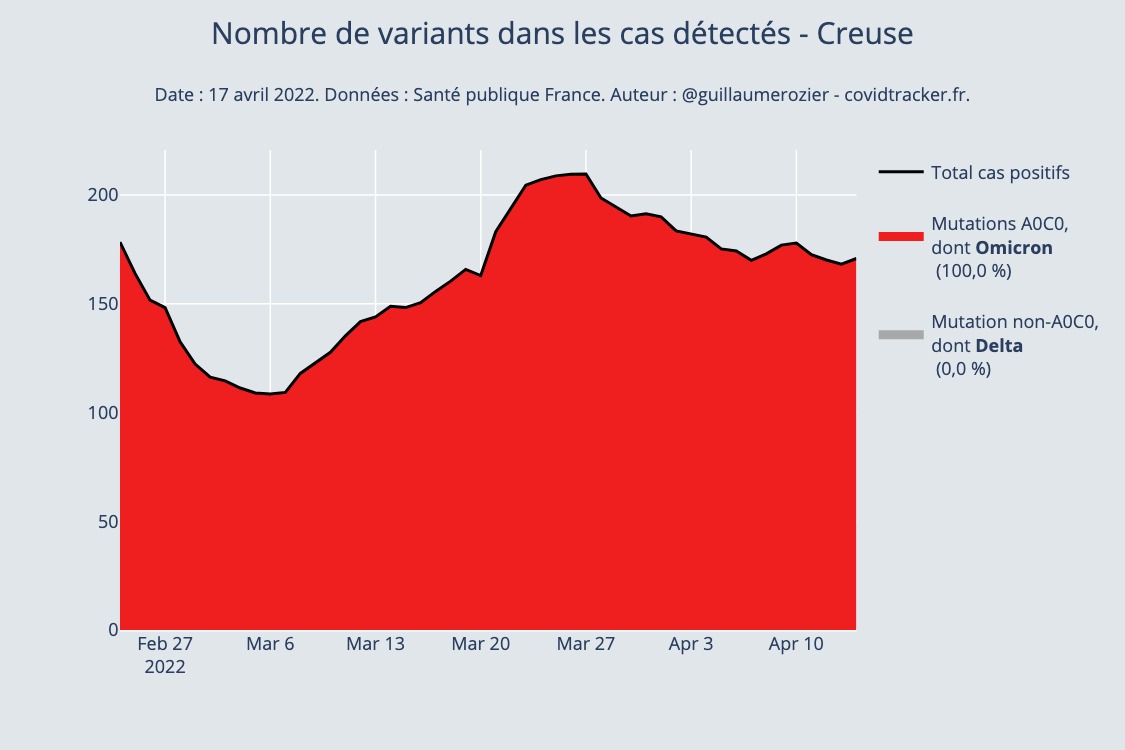 Nombre de variants dans les cas détectés - Creuse
Date : 17 avril 2022. Données : Santé publique France. Auteur : @guillaumerozier - covidtracker.fr.
200
150
100
50
0
Feb 27
2022
Mar 6
Mar 13
Mar 20
Mar 27
Apr 3
Apr 10
Total cas positifs
Mutations A0C0,
dont Omicron
(100,0 %)
Mutation non-A0C0,
dont Delta
(0,0 %)